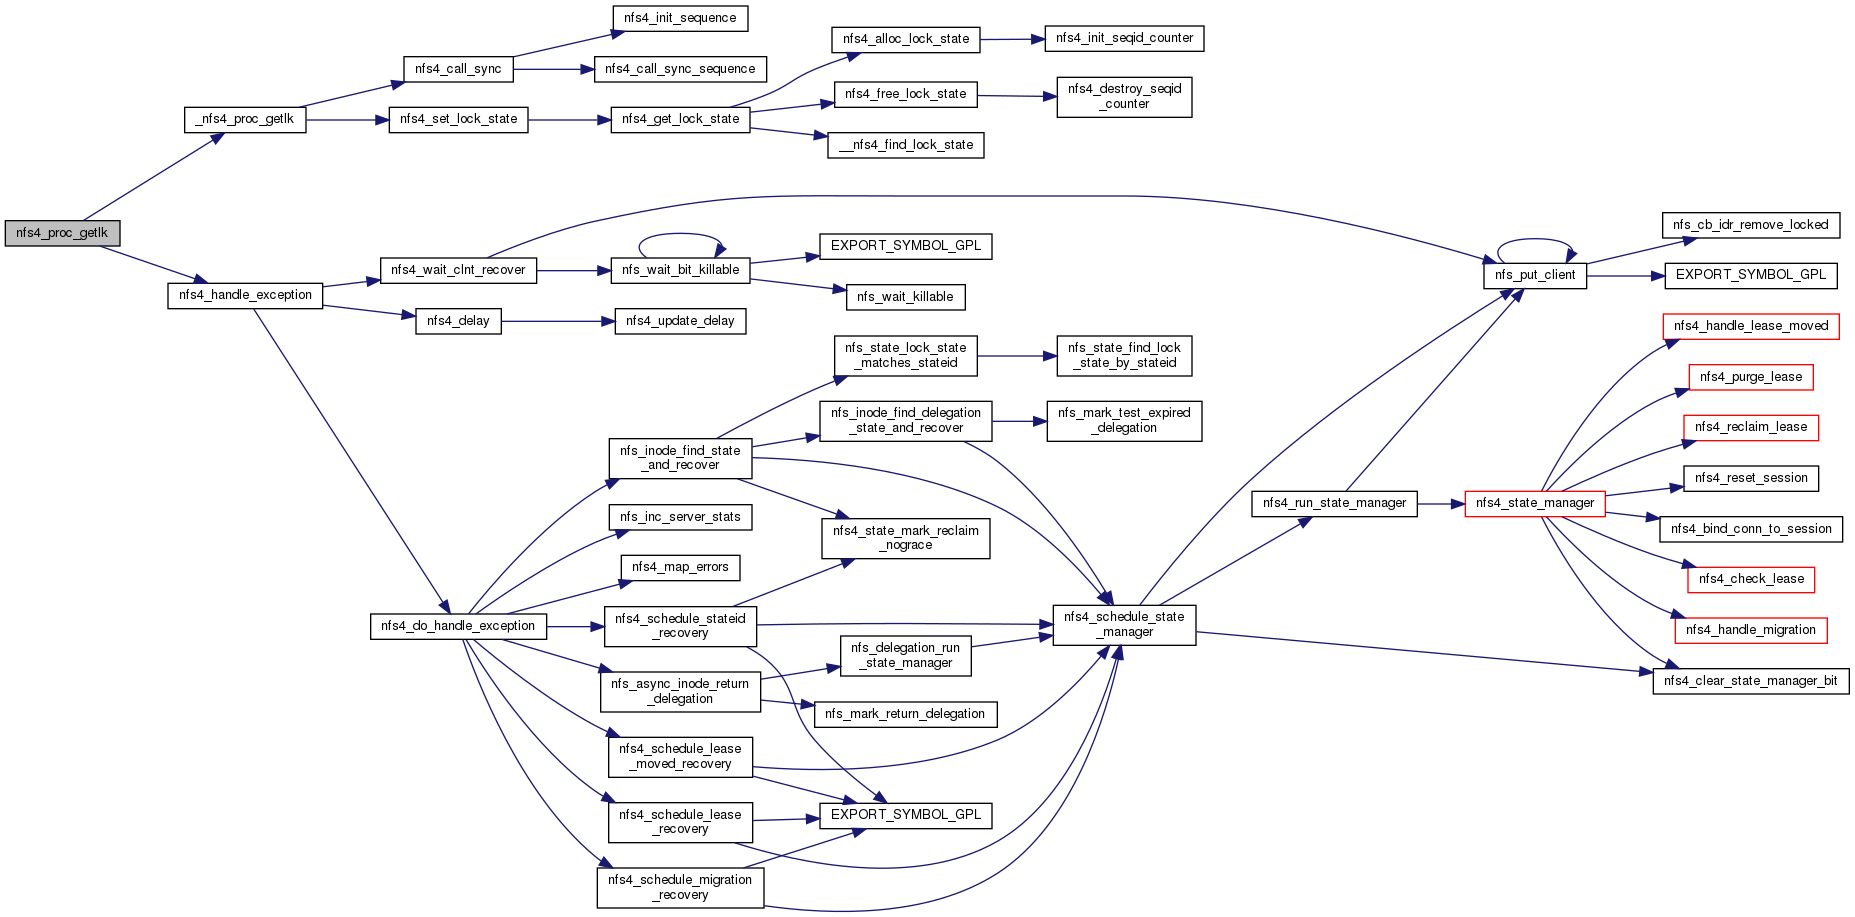 nfs4_proc_getlk
_nfs4_proc_getlk
nfs4_handle_exception
nfs4_call_sync
nfs4_set_lock_state
nfs4_wait_clnt_recover
nfs4_delay
nfs4_do_handle_exception
nfs4_init_sequence
nfs4_call_sync_sequence
nfs4_get_lock_state
nfs_wait_bit_killable
nfs4_update_delay
nfs_inode_find_state
_and_recover
nfs_inc_server_stats
nfs4_map_errors
nfs4_schedule_stateid
_recovery
nfs_async_inode_return
_delegation
nfs4_schedule_lease
_moved_recovery
nfs4_schedule_lease
_recovery
nfs4_schedule_migration
_recovery
nfs4_alloc_lock_state
nfs4_free_lock_state
__nfs4_find_lock_state
EXPORT_SYMBOL_GPL
nfs_wait_killable
nfs_state_lock_state
_matches_stateid
nfs_inode_find_delegation
_state_and_recover
nfs4_state_mark_reclaim
_nograce
nfs_delegation_run
_state_manager
nfs_mark_return_delegation
EXPORT_SYMBOL_GPL
nfs4_init_seqid_counter
nfs4_destroy_seqid
_counter
nfs_state_find_lock
_state_by_stateid
nfs_mark_test_expired
_delegation
nfs4_schedule_state
_manager
nfs4_run_state_manager
nfs_put_client
nfs4_state_manager
nfs_cb_idr_remove_locked
EXPORT_SYMBOL_GPL
nfs4_handle_lease_moved
nfs4_purge_lease
nfs4_reclaim_lease
nfs4_reset_session
nfs4_bind_conn_to_session
nfs4_check_lease
nfs4_handle_migration
nfs4_clear_state_manager_bit